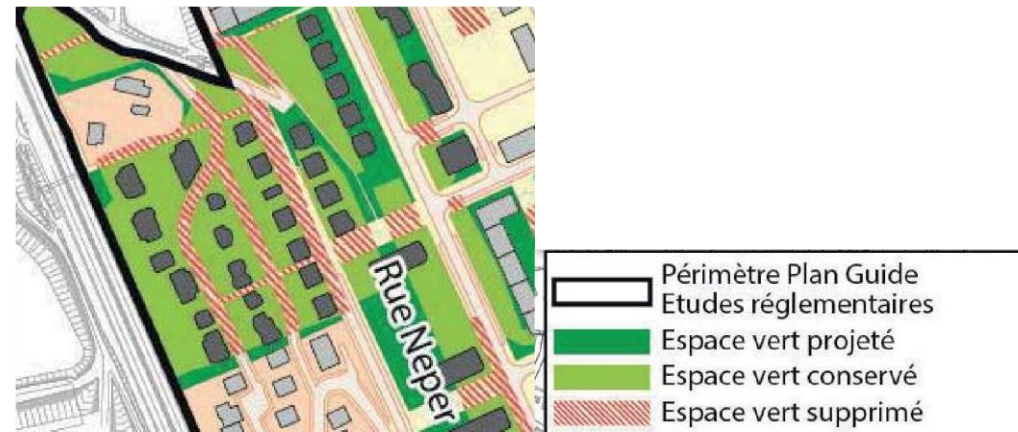 Rue Neper
Périmètre Plan Guide
Etudes réglementaires
Espace vert projeté
Espace vert conservé
Espace vert supprimé